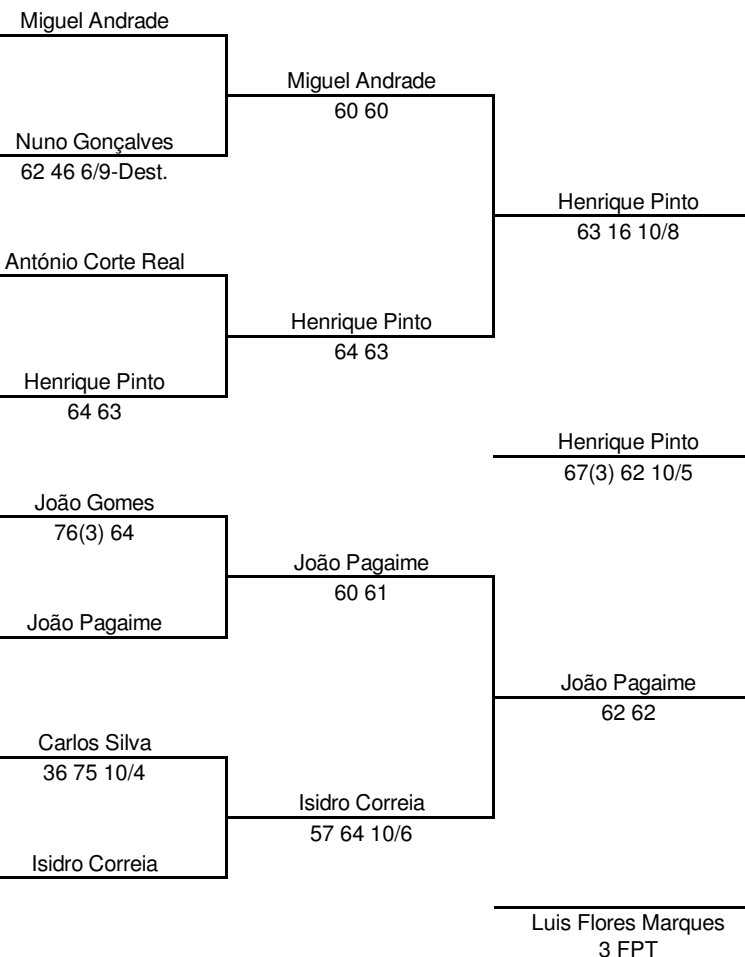 Miguel Andrade
Miguel Andrade
60 60
Nuno Gonçalves
62 46 6/9-Dest.
Henrique Pinto
63 16 10/8
António Corte Real
Henrique Pinto
64 63
Henrique Pinto
64 63
Henrique Pinto
67(3) 62 10/5
João Gomes
76(3) 64
João Pagaime
60 61
João Pagaime
João Pagaime
62 62
Carlos Silva
36 75 10/4
Isidro Correia
57 64 10/6
Isidro Correia
Luis Flores Marques
3 FPT